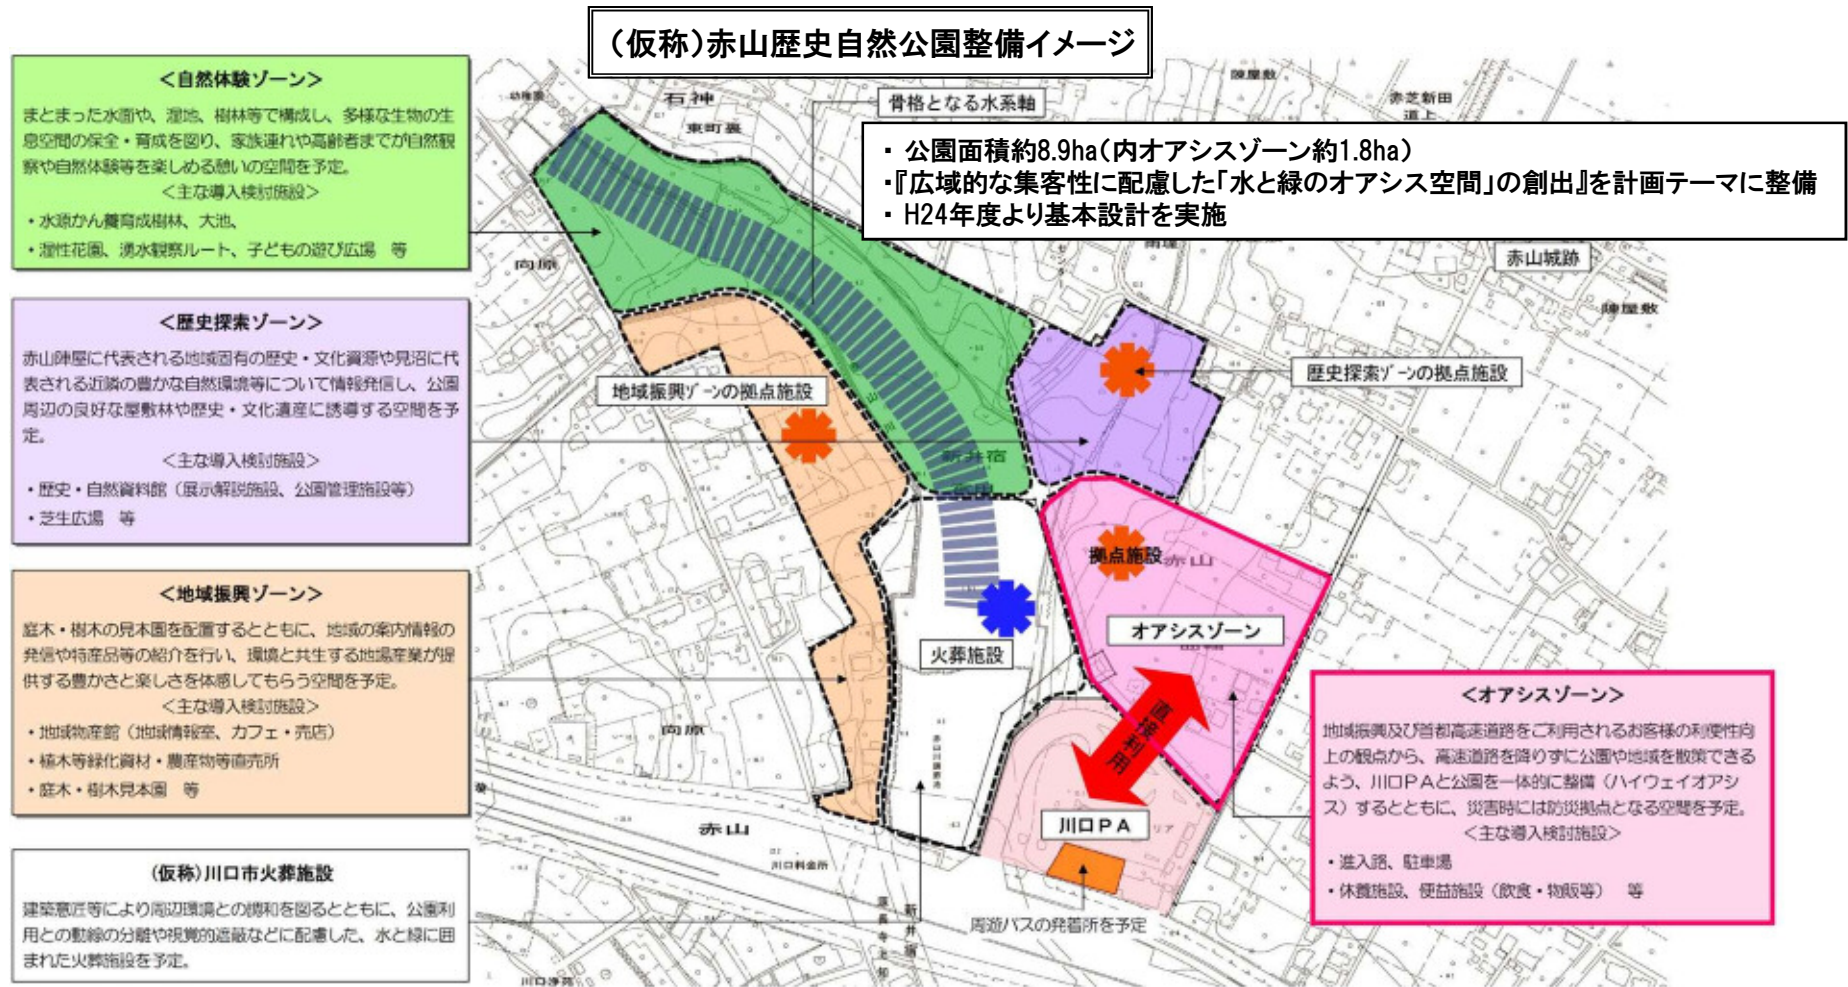 (仮称)赤山歴史自然公園整備イメージ
＜自然体験ゾーン＞
まとまった水面や、湿地、樹林等で構成し、多様な生物の生
息空間の保全・育成を図り、家族連れや高齢者までが自然観
察や自然体験等を楽しめる憩いの空間を予定。
＜主な導入検討施設＞
・水源かん養育成樹林、大池、
・湿性花園、湧水観察ルート、子どもの遊び広場　等
＜歴史探索ゾーン＞
赤山陣屋に代表される地域固有の歴史・文化資源や見沼に代
表される近隣の豊かな自然環境等について情報発信し、公園
周辺の良好な屋敷林や歴史・文化遺産に誘導する空間を予
定。
＜主な導入検討施設＞
・歴史・自然資料館（展示解説施設、公園管理施設等）
・芝生広場　等
＜地域振興ゾーン＞
庭木・樹木の見本園を配置するとともに、地域の案内情報の
発信や特産品等の紹介を行い、環境と共生する地場産業が提
供する豊かさと楽しさを体感してもらう空間を予定。
＜主な導入検討施設＞
・地域物産館（地域情報室、カフェ・売店）
・植木等緑化資材・農産物等直売所
・庭木・樹木見本園　等
(仮称)川口市火葬施設
建築意匠等により周辺環境との調和を図るとともに、公園利
用との動線の分離や視覚的遮蔽などに配慮した、水と緑に囲
まれた火葬施設を予定。
骨格となる水系軸
・ 公園面積約8.9ha(内オアシスゾーン約1.8ha)
・『広域的な集客性に配慮した「水と緑のオアシス空間」の創出』を計画テーマに整備
・ H24年度より基本設計を実施
幼稚園
石神
東町裏
陣屋敷
赤芝新田
道上
向原
赤山城跡
陣屋敷
地域振興ゾーンの拠点施設
歴史探索ゾーンの拠点施設
新井宿
拠点施設
赤山
オアシスゾーン
火葬施設
直接利用
向原
川口PA
赤山
川口料金所
新井宿
周遊バスの発着所を予定
川口浄苑
＜オアシスゾーン＞
地域振興及び首都高速道路をご利用されるお客様の利便性向
上の観点から、高速道路を降りずに公園や地域を散策できる
よう、川口PAと公園を一体的に整備（ハイウェイオアシ
ス）するとともに、災害時には防災拠点となる空間を予定。
＜主な導入検討施設＞
・進入路、駐車場
・休養施設、便益施設（飲食・物販等）　等